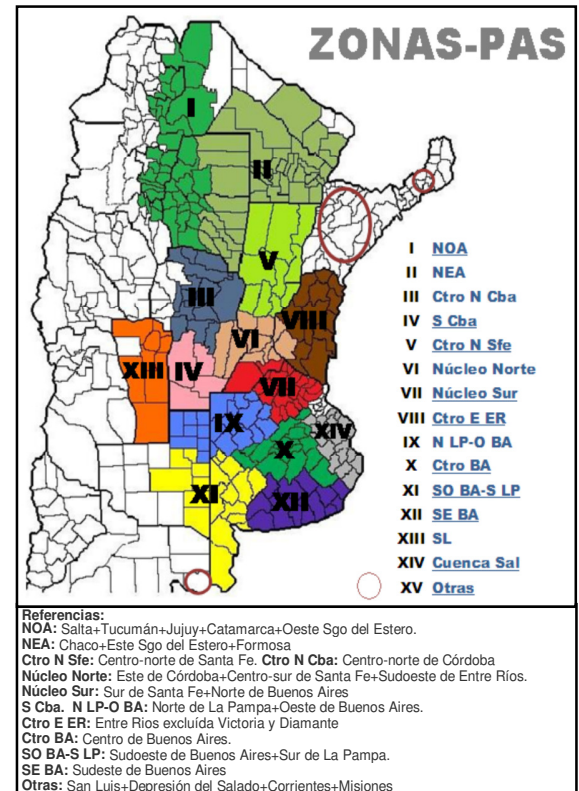 ZONAS-PAS
I
II
V
III
VIII
VI
XIII
IV
VII
IX
XIV
X
XI
XII
I NOA
II NEA
III Ctro N Cba
IV S Cba
V Ctro N Sfe
VI Núcleo Norte
VII Núcleo Sur
VIII Ctro E ER
IX N LP-O BA
X Ctro BA
XI SO BA-S LP
XII SE BA
XIII SL
XIV Cuenca Sal
XV Otras
Referencias:
NOA: Salta+Tucumán+Jujuy+Catamarca+Oeste Sgo del Estero.
NEA: Chaco+Este Sgo del Estero+Formosa
Ctro N Sfe: Centro-norte de Santa Fe. Ctro N Cba: Centro-norte de Córdoba
Núcleo Norte: Este de Córdoba+Centro-sur de Santa Fe+Sudoeste de Entre Ríos.
Núcleo Sur: Sur de Santa Fe+Norte de Buenos Aires
S Cba. N LP-O BA: Norte de La Pampa+Oeste de Buenos Aires.
Ctro E ER: Entre Rios excluída Victoria y Diamante
Ctro BA: Centro de Buenos Aires.
SO BA-S LP: Sudoeste de Buenos Aires+Sur de La Pampa.
SE BA: Sudeste de Buenos Aires
Otras: San Luis+Depresión del Salado+Corrientes+Misiones